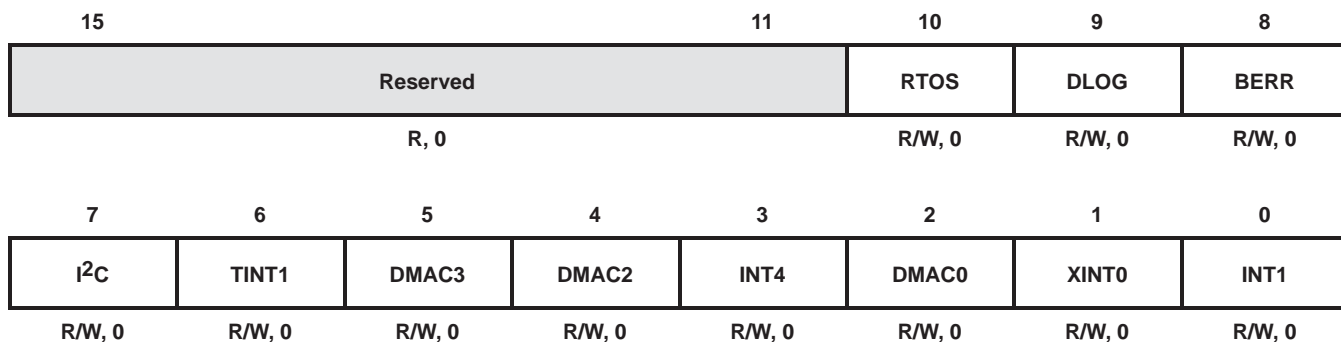 15 11 10 9 8
Reserved RTOS DLOG BERR
R, 0 R/W, 0 R/W, 0 R/W, 0
7 6 5 4 3 2 1 0
I2C TINT1 DMAC3 DMAC2 INT4 DMAC0 XINT0 INT1
R/W, 0 R/W, 0 R/W, 0 R/W, 0 R/W, 0 R/W, 0 R/W, 0 R/W, 0